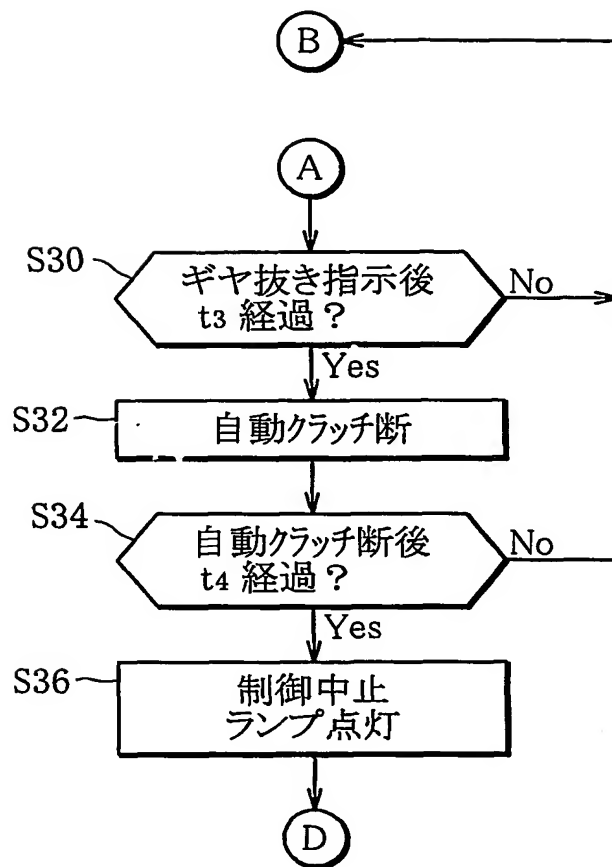 B
A
S30
ギヤ抜き指示後
t3 経過？
No
Yes
S32
自動クラッチ断
S34
自動クラッチ断後
t4 経過？
No
Yes
S36
制御中止
ランプ点灯
D